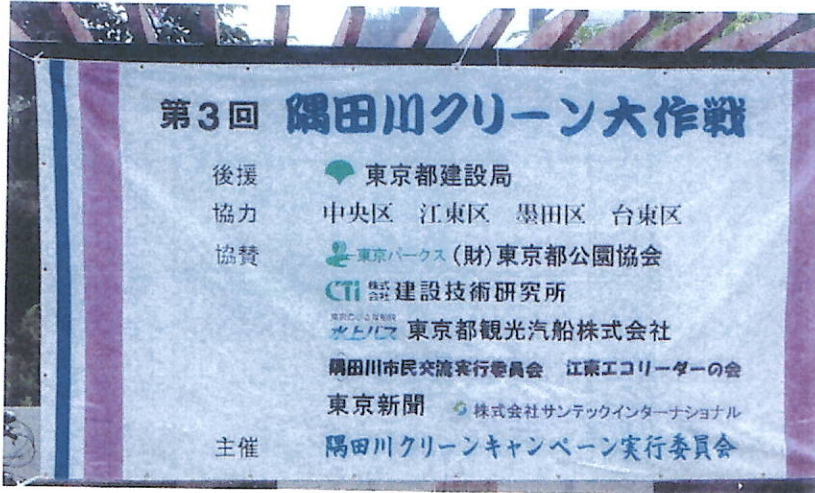 第3回 隅田川クリーン大作戦
後援 東京都建設局
協力 中央区 江東区 墨田区 台東区
協賛 東京パークス (財)東京都公園協会
CTi 株式会社 建設技術研究所
水上バス 東京都観光汽船株式会社
隅田川市民交流実行委員会 江東エコリーダーの会
東京新聞 株式会社サンテックインターナショナル
主催 隅田川クリーンキャンペーン実行委員会